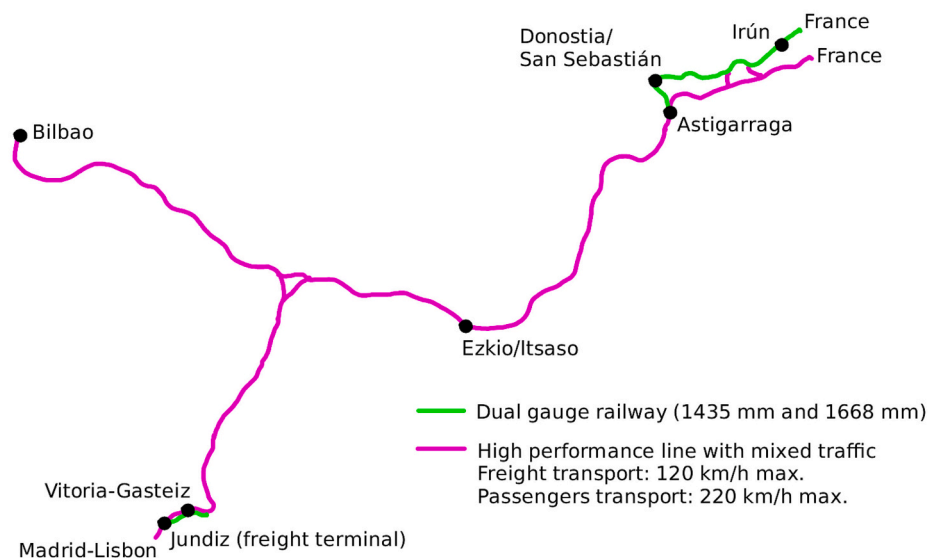 France
Irún
Donostia/
San Sebastián
France
Astigarraga
Bilbao
Ezkio/Itsaso
Dual gauge railway (1435 mm and 1668 mm)
High performance line with mixed traffic
Freight transport: 120 km/h max.
Passengers transport: 220 km/h max.
Vitoria-Gasteiz
Jundiz (freight terminal)
Madrid-Lisbon